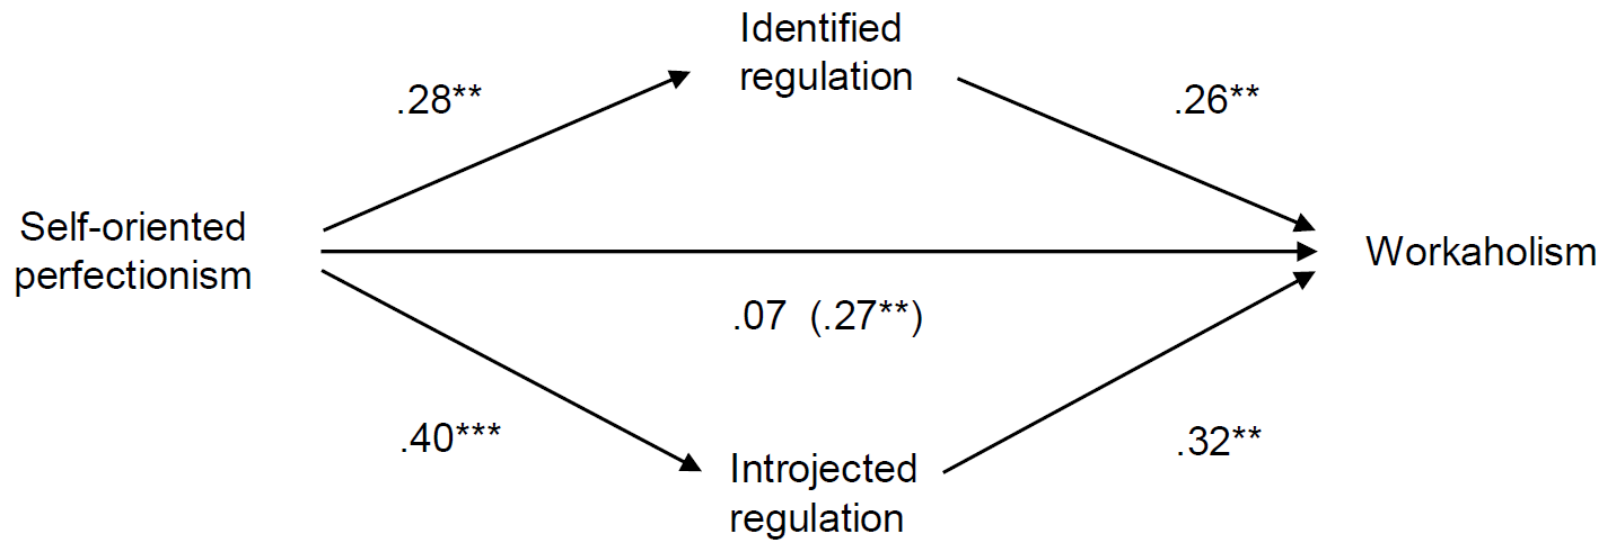 Identified
regulation
.28**
.26**
Self-oriented
perfectionism
Workaholism
.07 (.27**)
.40***
.32**
Introjected
regulation